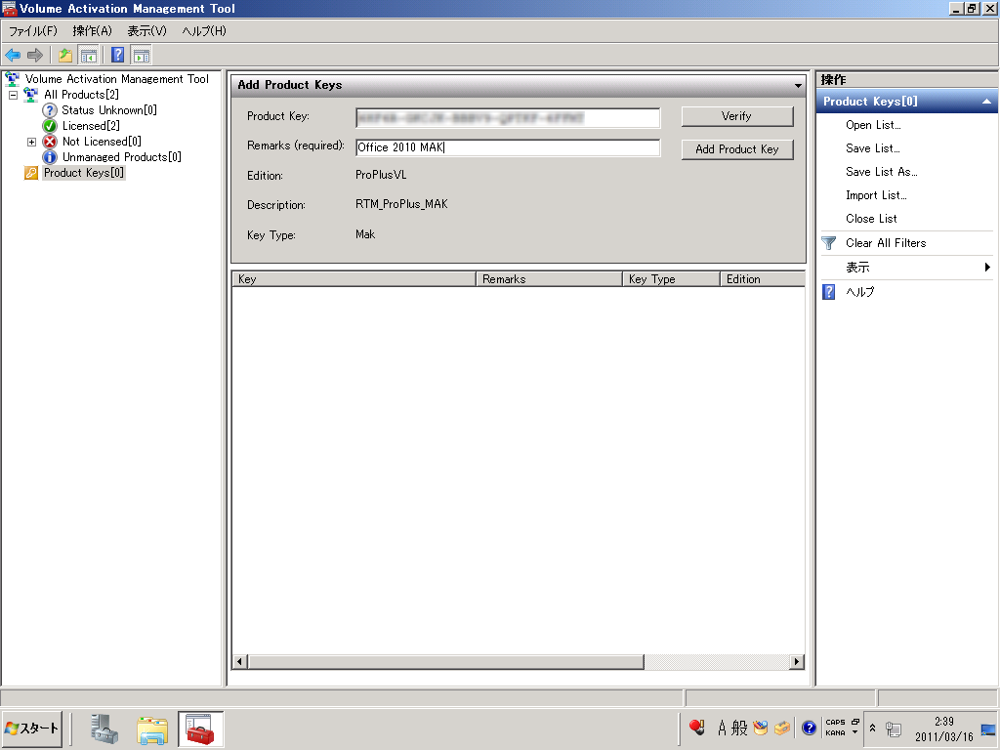 Volume Activation Management Tool
ファイル(F) 操作(A) 表示(V) ヘルプ(H)
Volume Activation Management Tool
All Products[2]
Status Unknown[0]
Licensed[2]
Not Licensed[0]
Unmanaged Products[0]
Product Keys[0]
Add Product Keys
Product Key:
Verify
Remarks (required): Office 2010 MAK
Add Product Key
Edition: ProPlusVL
Description: RTM_ProPlus_MAK
Key Type: Mak
Key Remarks Key Type Edition
操作
Product Keys[0]
Open List...
Save List...
Save List As...
Import List...
Close List
Clear All Filters
表示
ヘルプ
スタート
A 般
CAPS
KANA
2:39
2011/03/16